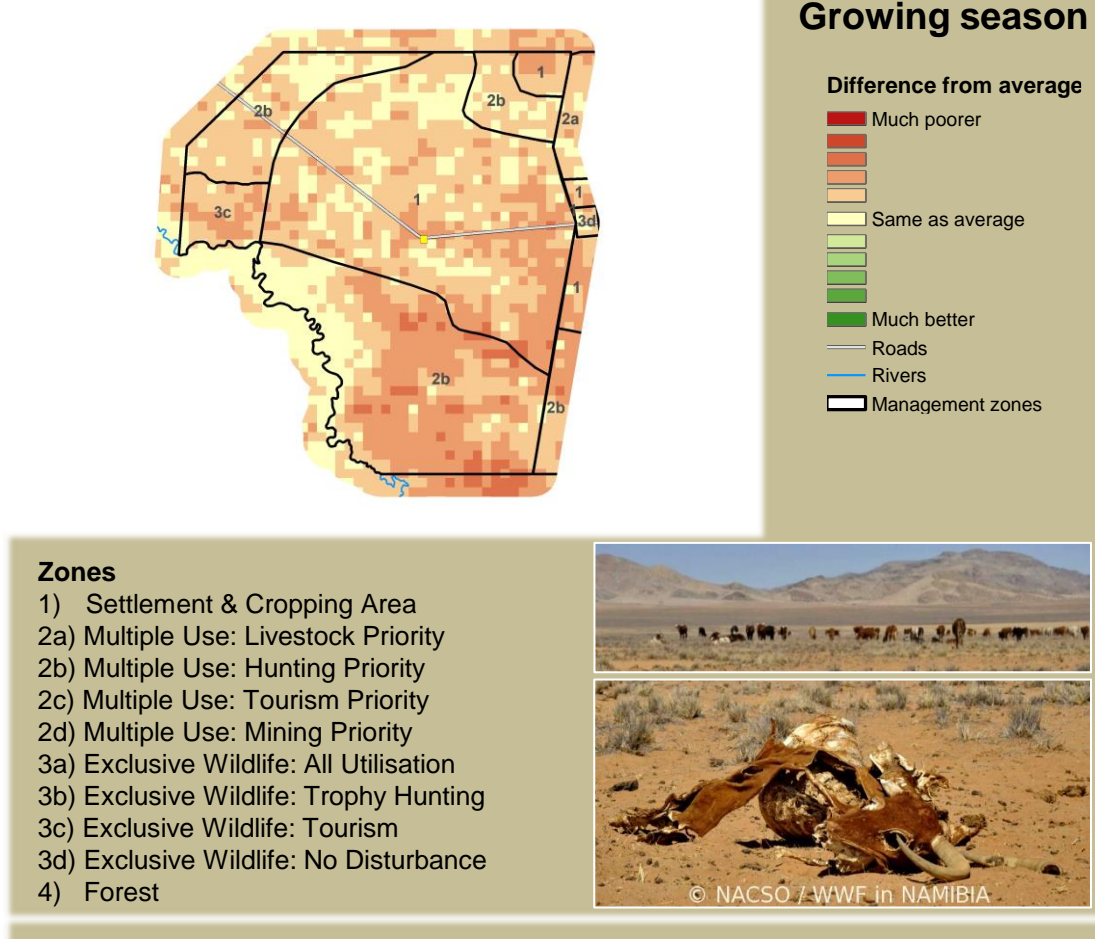 Growing season
Difference from average
Much poorer
Same as average
Much better
Roads
Rivers
Management zones
1
2b
2b
2a
1
3c
1
3d
1
2b
2b
Zones
1) Settlement & Cropping Area
2a) Multiple Use: Livestock Priority
2b) Multiple Use: Hunting Priority
2c) Multiple Use: Tourism Priority
2d) Multiple Use: Mining Priority
3a) Exclusive Wildlife: All Utilisation
3b) Exclusive Wildlife: Trophy Hunting
3c) Exclusive Wildlife: Tourism
3d) Exclusive Wildlife: No Disturbance
4) Forest
© NACSO / WWF in NAMIBIA